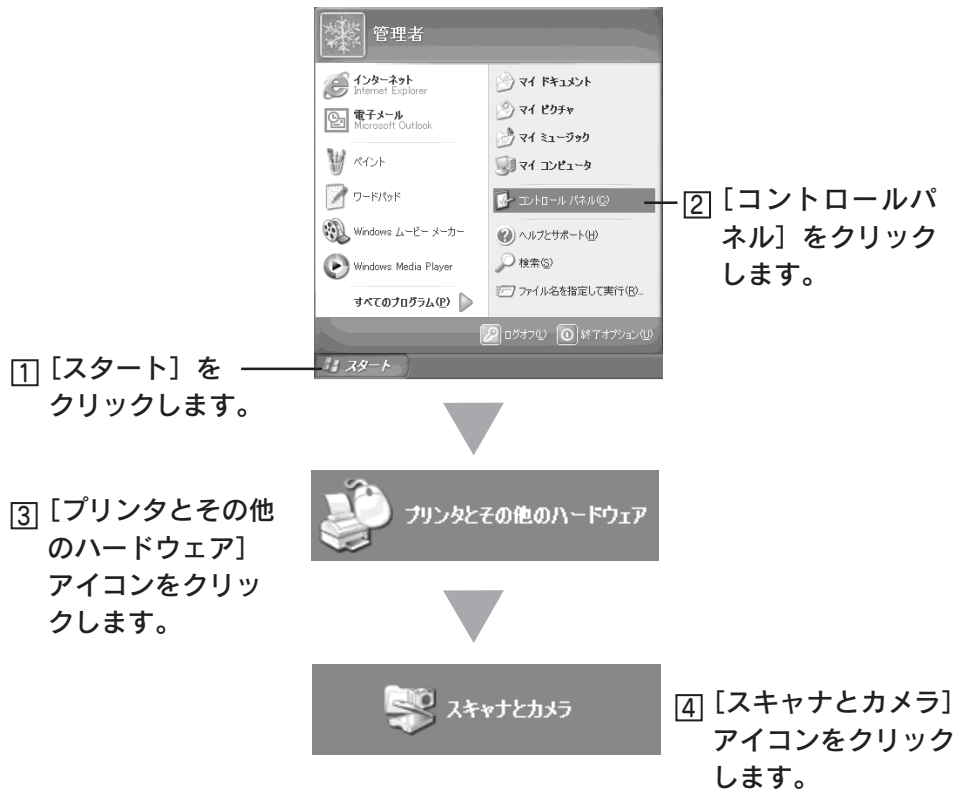 管理者
インターネット
Internet Explorer
電子メール
Microsoft Outlook
ペイント
ワードパッド
Windows ムービー メーカー
Windows Media Player
すべてのプログラム(P)
マイ ドキュメント
マイ ピクチャ
マイ ミュージック
マイ コンピュータ
コントロール パネル(C)
ヘルプとサポート(H)
検索(S)
ファイル名を指定して実行(R)...
ログオフ(L)
終了オプション(U)
スタート
1 [スタート] を
クリックします。
2 [コントロールパ
ネル] をクリック
します。
3 [プリンタとその他
のハードウェア]
アイコンをクリッ
クします。
プリンタとその他のハードウェア
スキャナとカメラ
4 [スキャナとカメラ]
アイコンをクリック
します。